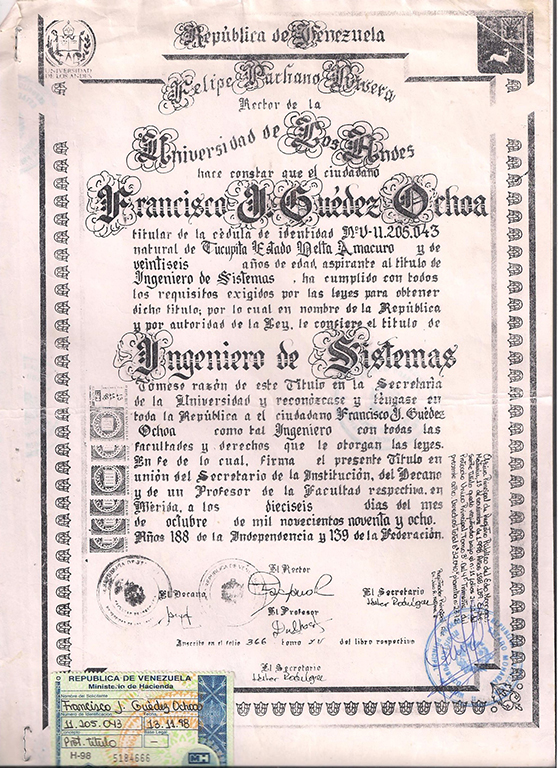 República de Venezuela
UNIVERSIDAD
DE LOS ANDES
Felipe Pachano Rivera
Rector de la
Universidad de Los Andes
hace constar que el ciudadano
Francisco J. Guédez Ochoa
titular de la cédula de identidad Nº V-11.205.043
natural de Tucupita Estado Delta Amacuro y de
veintiseis años de edad, aspirante al título de
Ingeniero de Sistemas , ha cumplido con todos
los requisitos exigidos por las leyes para obtener
dicho título; por lo cual en nombre de la República
y por autoridad de la Ley, le confiere el título de
Ingeniero de Sistemas
Tómese razón de este Título en la Secretaría
de la Universidad y reconózcase y téngase en
toda la República a el ciudadano Francisco J. Guédez
Ochoa como tal Ingeniero con todas las
facultades y derechos que le otorgan las leyes.
En fe de lo cual, firma el presente Título en
unión del Secretario de la Institución, del Decano
y de un Profesor de la Facultad respectiva, en
Mérida, a los dieciseis días del mes
de octubre de mil novecientos noventa y ocho.
Años 188 de la Independencia y 139 de la Federación.
El Rector
El Decano
El Secretario
El Profesor
Inscrito en el folio 366 tomo XV del libro respectivo
El Secretario
REPUBLICA DE VENEZUELA
Ministerio de Hacienda
Francisco J. Guédez Ochoa
11.205.043
13.11.98
Post. título
H-98 5184666